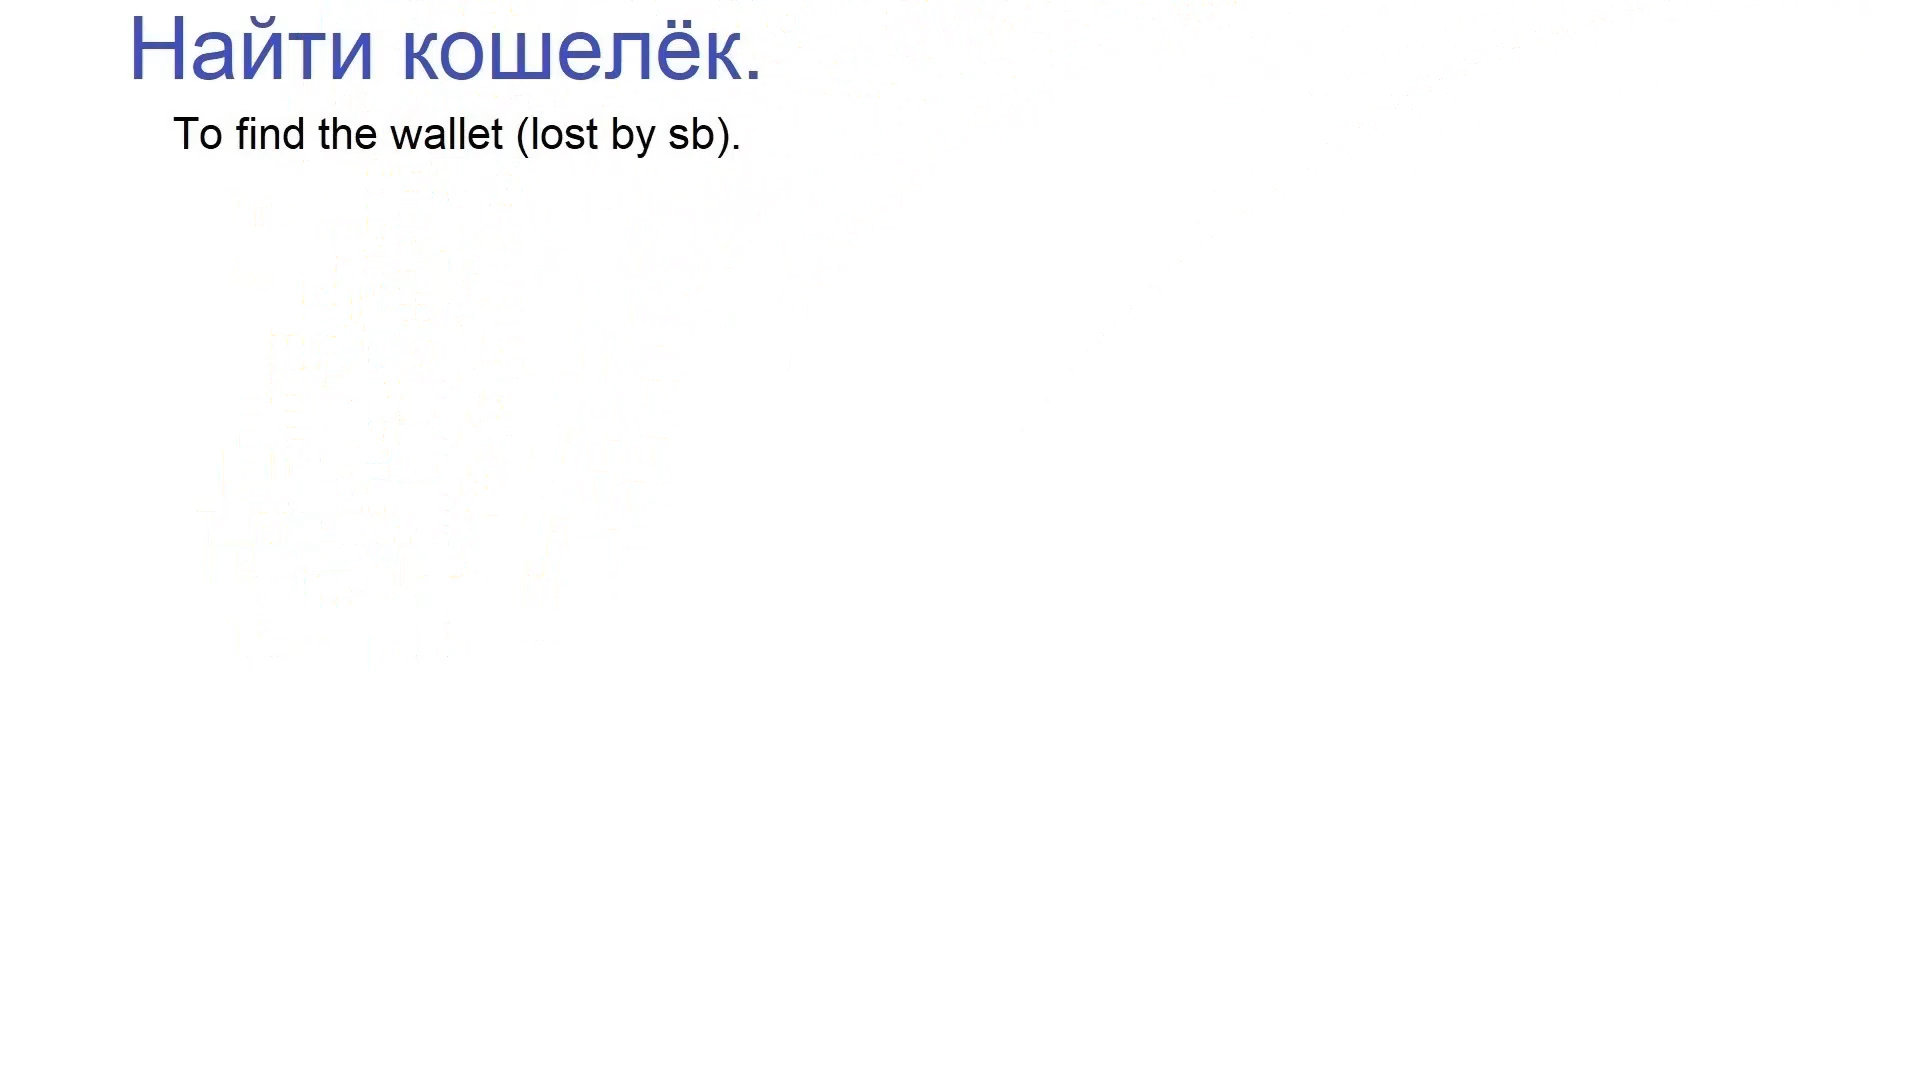 Найти кошелёк.
To find the wallet (lost by sb).